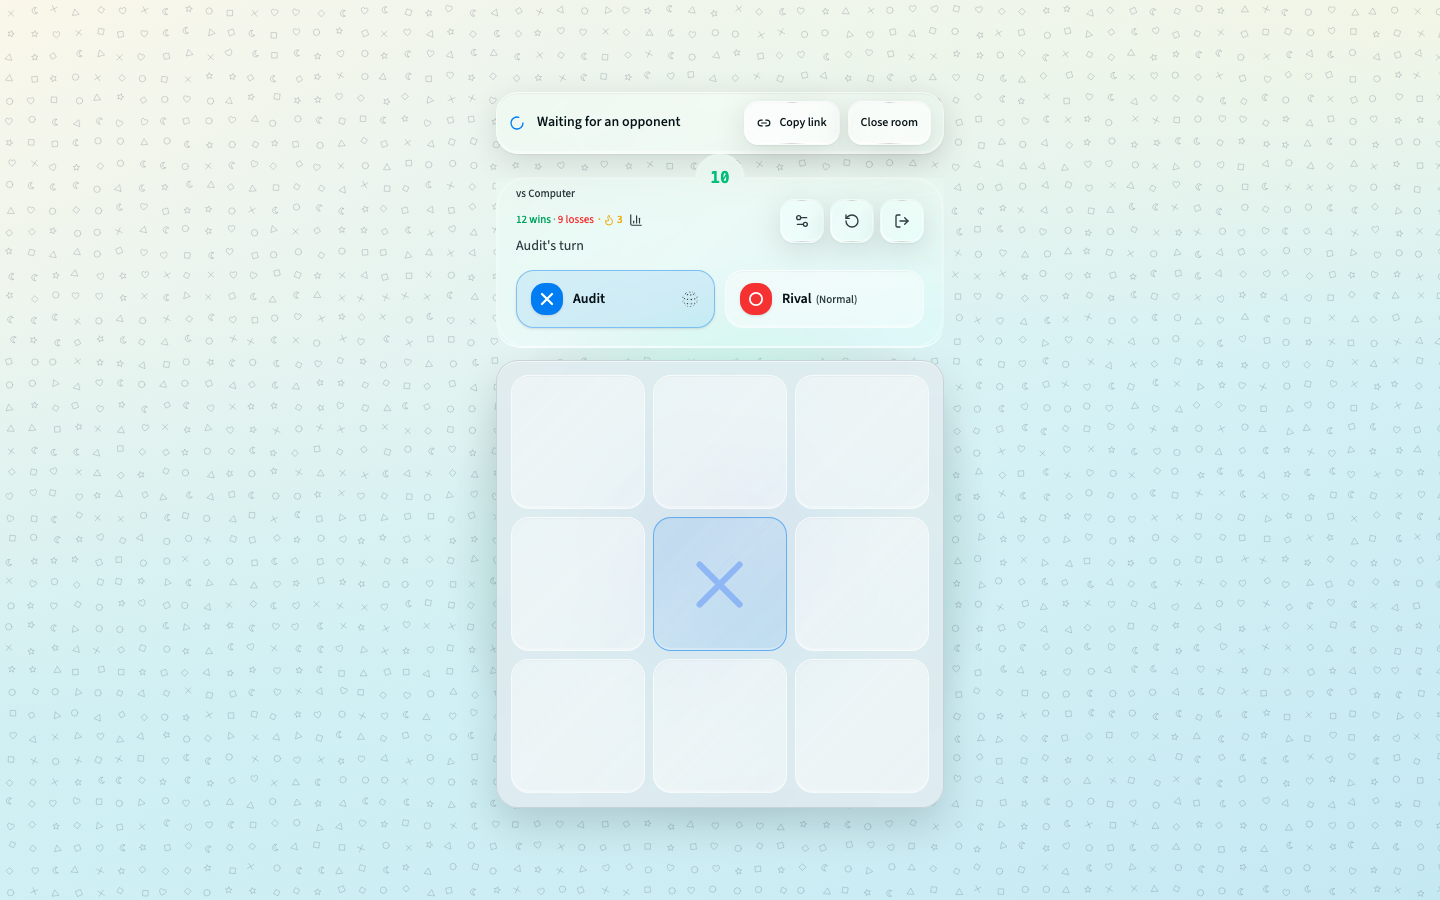 Waiting for an opponent
Copy link
Close room
10
vs Computer
12 wins · 9 losses · 3
Audit's turn
Audit
Rival (Normal)